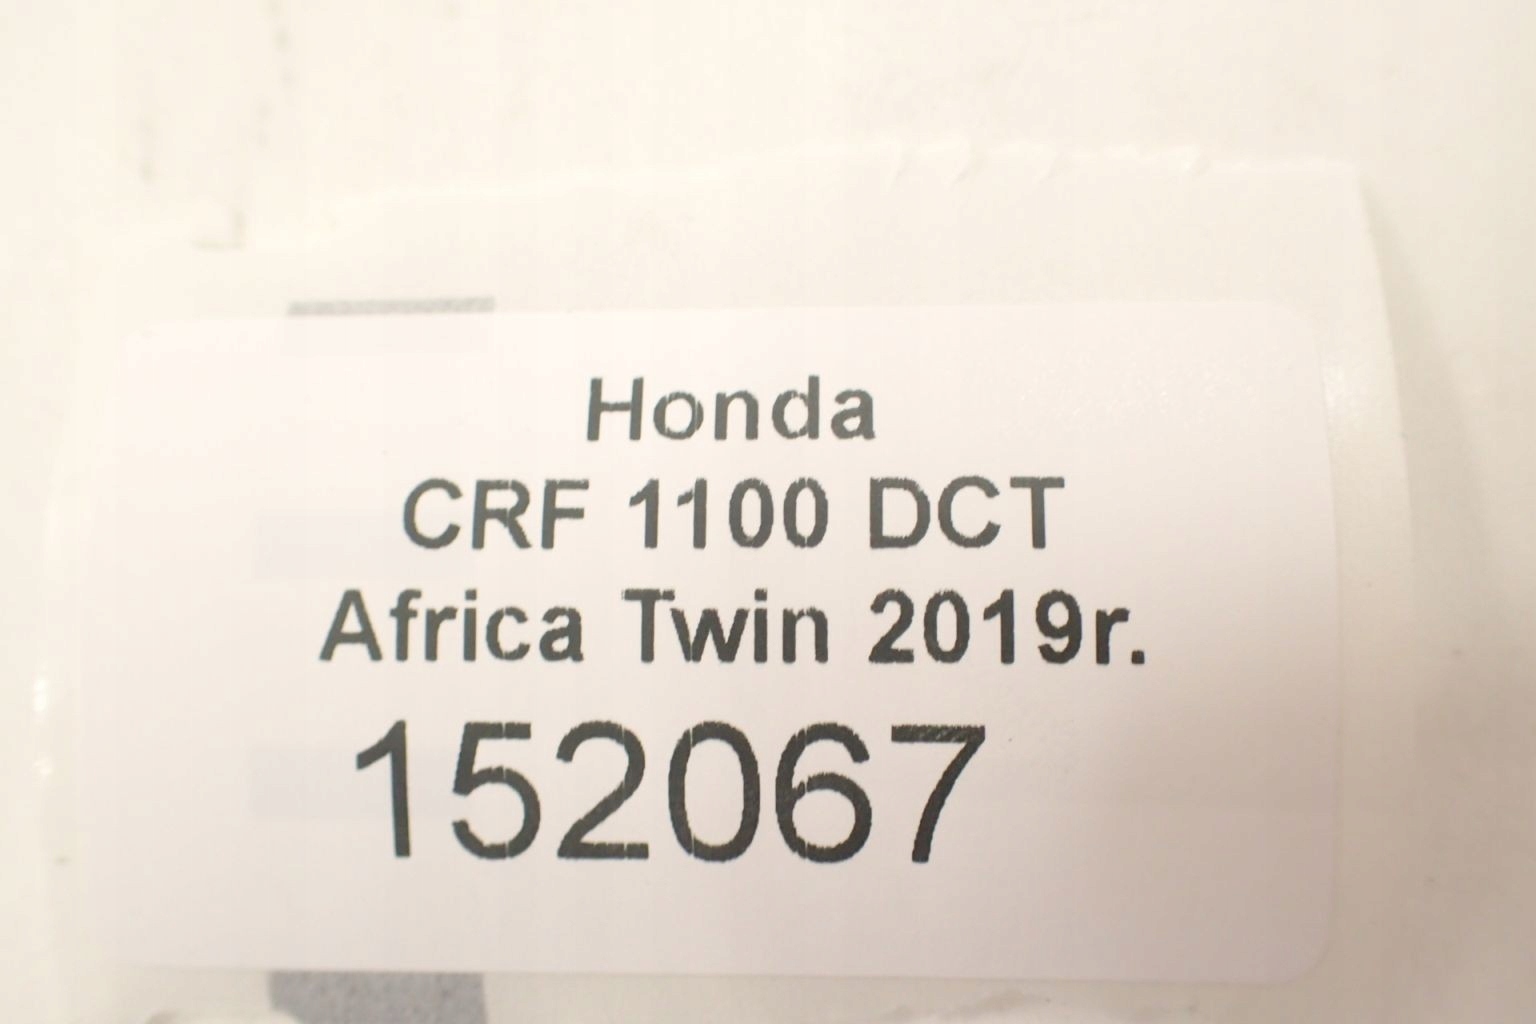 Honda
CRF 1100 DCT
Africa Twin 2019r.
152067